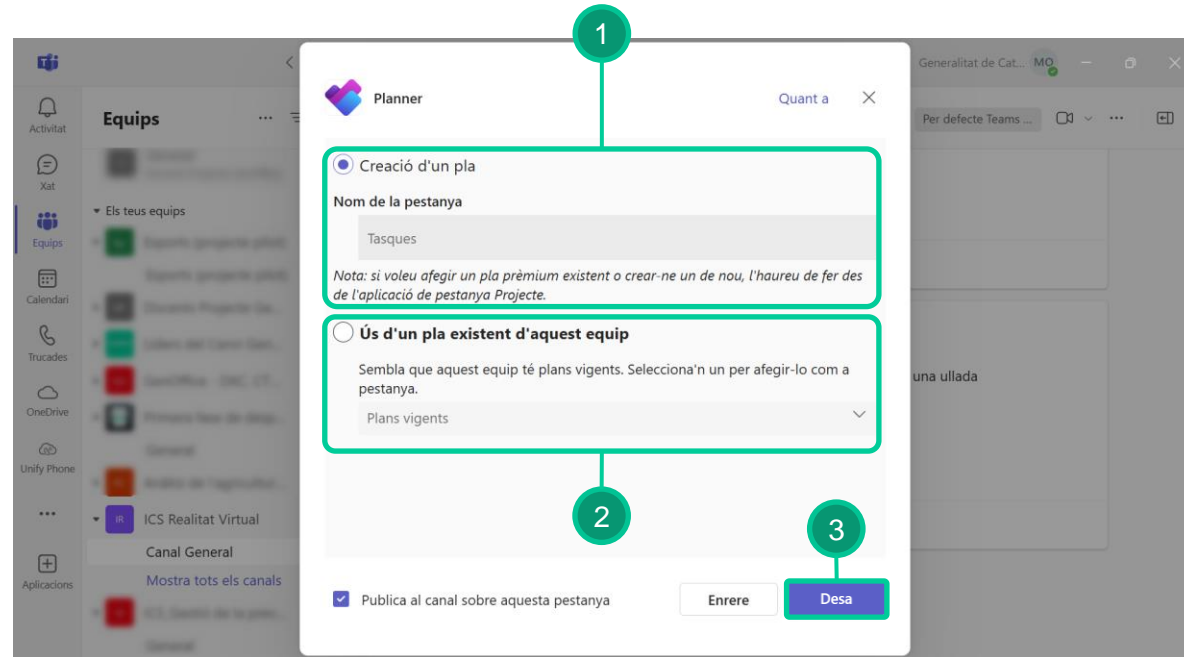 1
Generalitat de Cat...
MO
Planner
Quant a
Activitat
Equips
Per defecte Teams ...
Xat
Creació d'un pla
Nom de la pestanya
Els teus equips
Equips
Tasques
Nota: si voleu afegir un pla prèmium existent o crear-ne un de nou, l'haureu de fer des
de l'aplicació de pestanya Projecte.
Calendari
Ús d'un pla existent d'aquest equip
Trucades
Sembla que aquest equip té plans vigents. Selecciona'n un per afegir-lo com a
pestanya.
una ullada
OneDrive
Plans vigents
Unify Phone
2
3
IR
ICS Realitat Virtual
Canal General
Aplicacions
Mostra tots els canals
Publica al canal sobre aquesta pestanya
Enrere
Desa